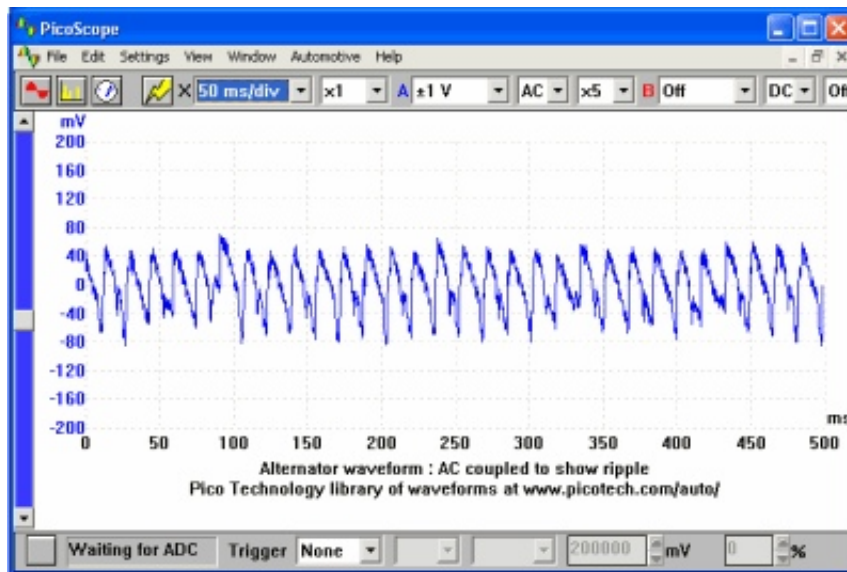 PicoScope
File Edit Settings View Window Automotive Help
X 50 ms/div x1 A ±1 V AC x5 B Off DC Off
mV
200
160
120
80
40
0
-40
-80
-120
-160
-200
0 50 100 150 200 250 300 350 400 450 500
ms
Alternator waveform : AC coupled to show ripple
Pico Technology library of waveforms at www.picotech.com/auto/
Waiting for ADC Trigger None 200000 mV 0 %